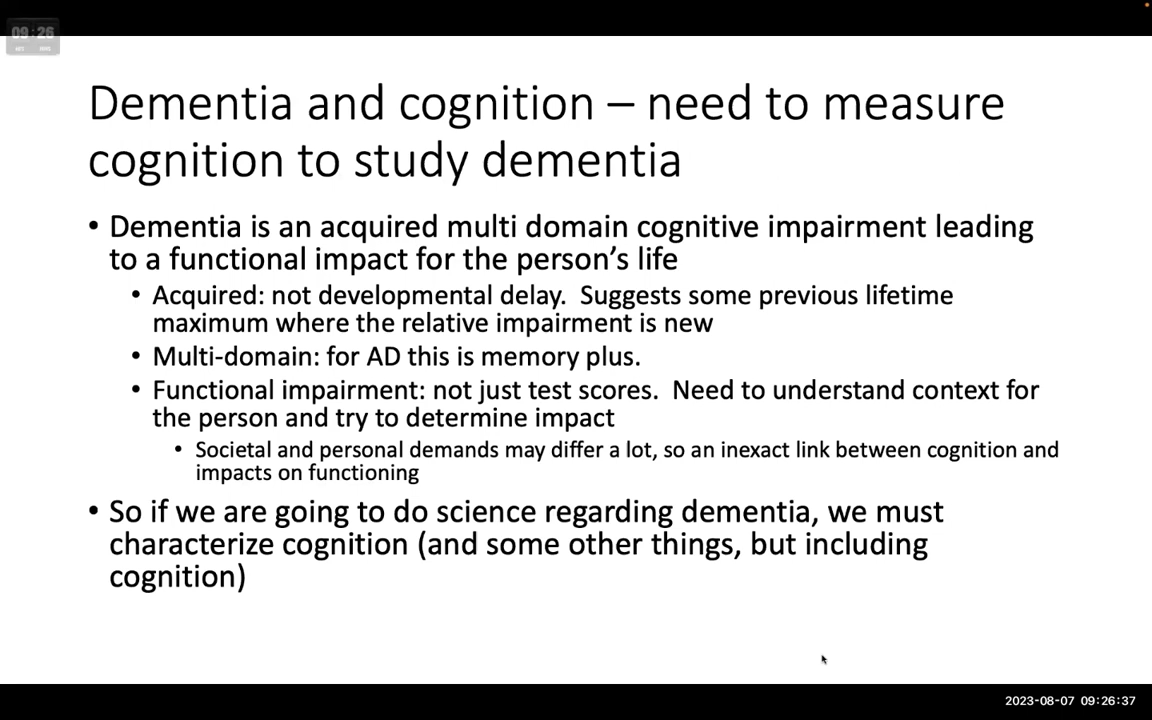 09:26
Dementia and cognition – need to measure
cognition to study dementia
• Dementia is an acquired multi domain cognitive impairment leading
to a functional impact for the person's life
• Acquired: not developmental delay.  Suggests some previous lifetime
maximum where the relative impairment is new
• Multi-domain: for AD this is memory plus.
• Functional impairment: not just test scores.  Need to understand context for
the person and try to determine impact
• Societal and personal demands may differ a lot, so an inexact link between cognition and
impacts on functioning
• So if we are going to do science regarding dementia, we must
characterize cognition (and some other things, but including
cognition)
2023-08-07 09:26:37